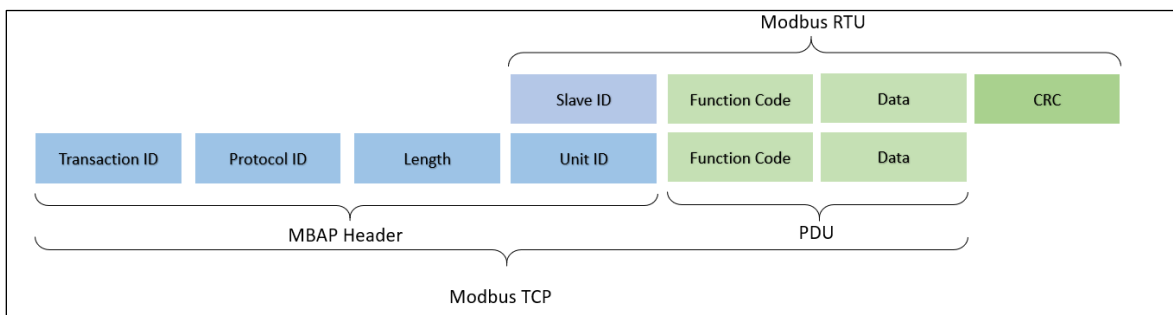 Modbus RTU
Slave ID Function Code Data CRC
Transaction ID Protocol ID Length Unit ID Function Code Data
MBAP Header PDU
Modbus TCP